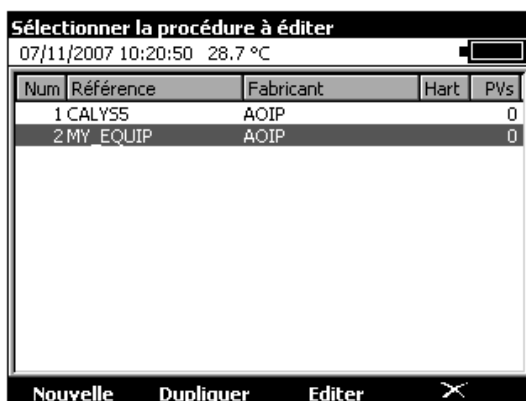 Sélectionner la procédure à éditer
07/11/2007 10:20:50 28.7 °C
Num Référence Fabricant Hart PVs
1 CALYS5 AOIP 0
2 MY_EQUIP AOIP 0
Nouvelle Dupliquer Editer